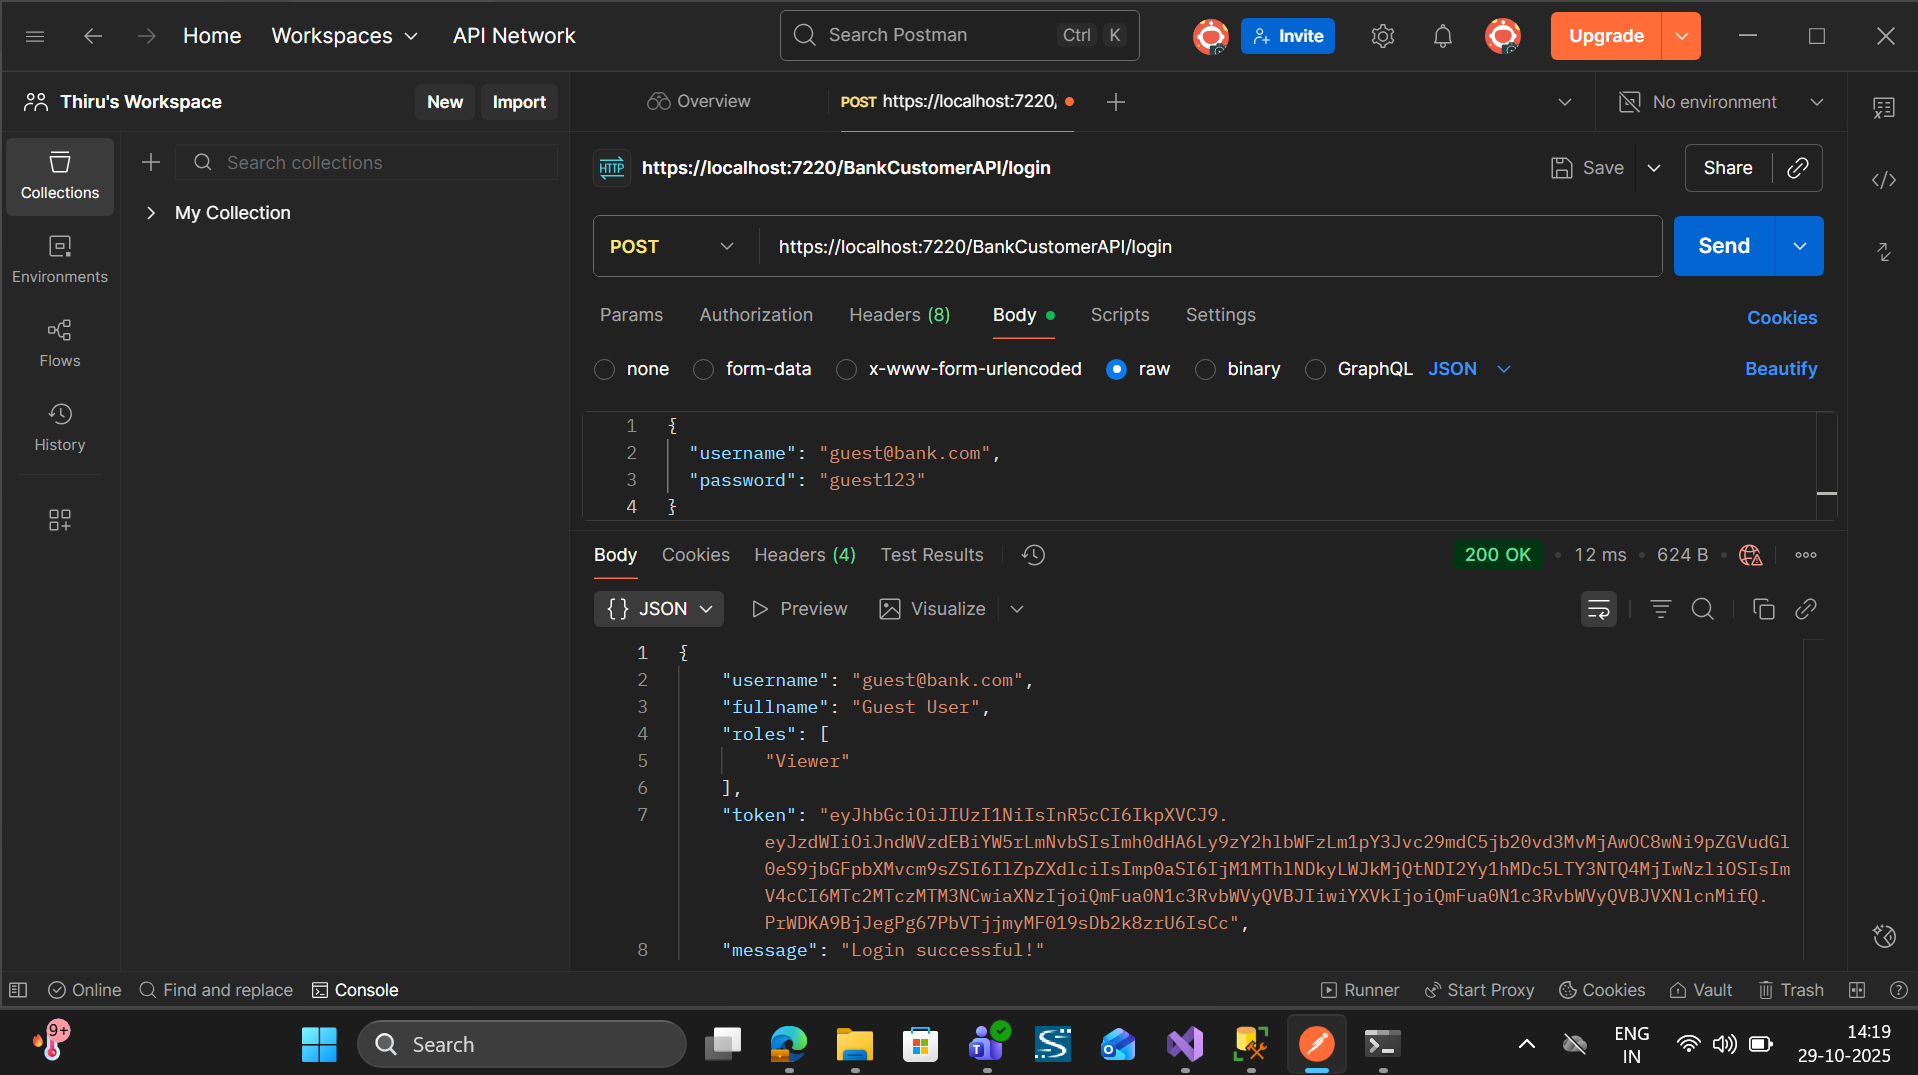 Home
Workspaces
API Network
Search Postman
Ctrl
K
Invite
Upgrade
Thiru's Workspace
New
Import
Overview
POST https://localhost:7220/
No environment
Collections
Search collections
My Collection
Environments
Flows
History
HTTP
https://localhost:7220/BankCustomerAPI/login
Save
Share
POST
https://localhost:7220/BankCustomerAPI/login
Send
Params
Authorization
Headers (8)
Body
Scripts
Settings
Cookies
none
form-data
x-www-form-urlencoded
raw
binary
GraphQL
JSON
Beautify
1 {
2 "username": "guest@bank.com",
3 "password": "guest123"
4 }
Body
Cookies
Headers (4)
Test Results
200 OK
12 ms
624 B
{} JSON
Preview
Visualize
1 {
2 "username": "guest@bank.com",
3 "fullname": "Guest User",
4 "roles": [
5 "Viewer"
6 ],
7 "token": "eyJhbGciOiJIUzI1NiIsInR5cCI6IkpXVCJ9.
eyJzdWIiOiJndWVzdEBiYW5rLmNvbSIsImh0dHA6Ly9zY2hlbWFzLm1pY3Jvc29mdC5jb20vd3MvMjAwOC8wNi9pZGVudGl
0eS9jbGFpbXMvcm9sZSI6IlZpZXdlciIsImp0aSI6IjM1MThlNDkyLWJkMjQtNDI2Yy1hMDc5LTY3NTQ4MjIwNzliOSIsIm
V4cCI6MTc2MTczMTM3NCwiaXNzIjoiQmFua0N1c3RvbWVyQVBJIiwiYXVkIjoiQmFua0N1c3RvbWVyQVBJVXNlcnMifQ.
PrWDKA9BjJegPg67PbVTjjmyMF019sDb2k8zrU6IsCc",
8 "message": "Login successful!"
Online
Find and replace
Console
Runner
Start Proxy
Cookies
Vault
Trash
9+
Search
ENG
IN
14:19
29-10-2025